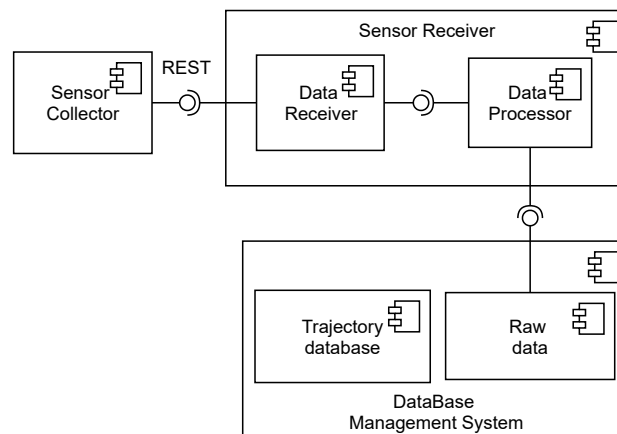 Sensor Receiver
REST
Sensor
Collector
Data
Receiver
Data
Processor
Trajectory
database
Raw
data
DataBase
Management System